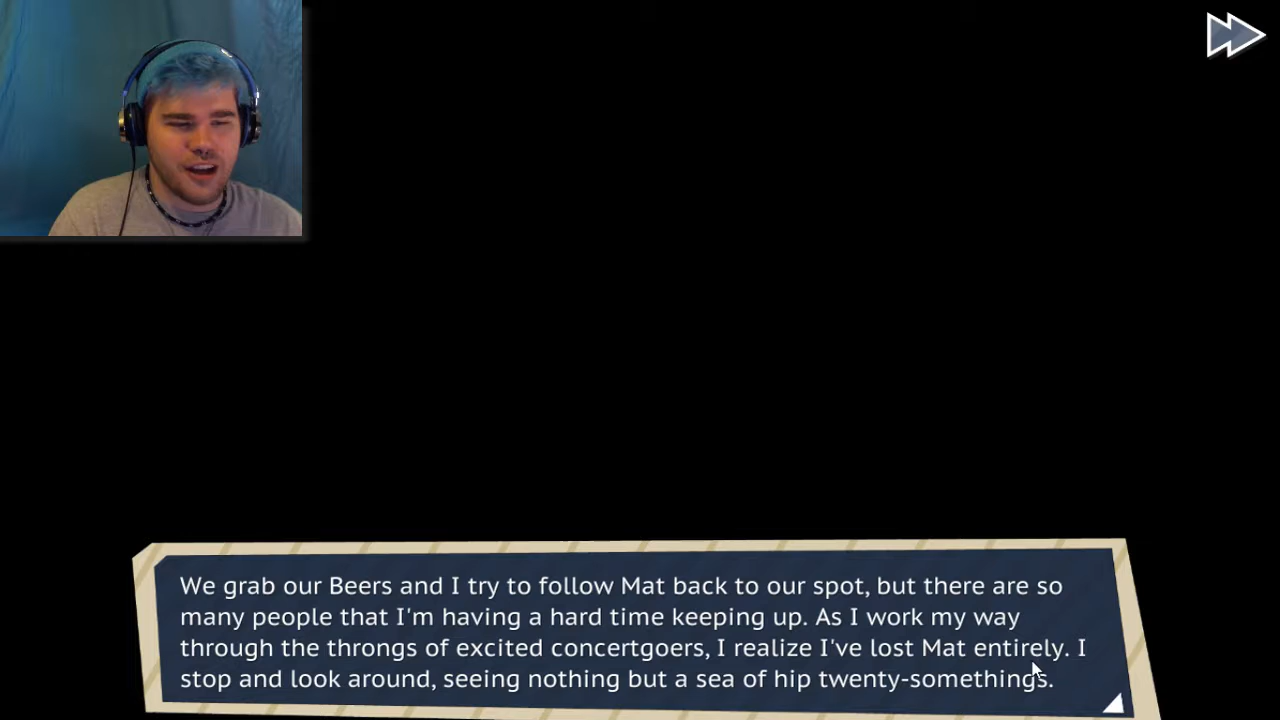 We grab our Beers and I try to follow Mat back to our spot, but there are so
many people that I'm having a hard time keeping up. As I work my way
through the throngs of excited concertgoers, I realize I've lost Mat entirely. I
stop and look around, seeing nothing but a sea of hip twenty-somethings.